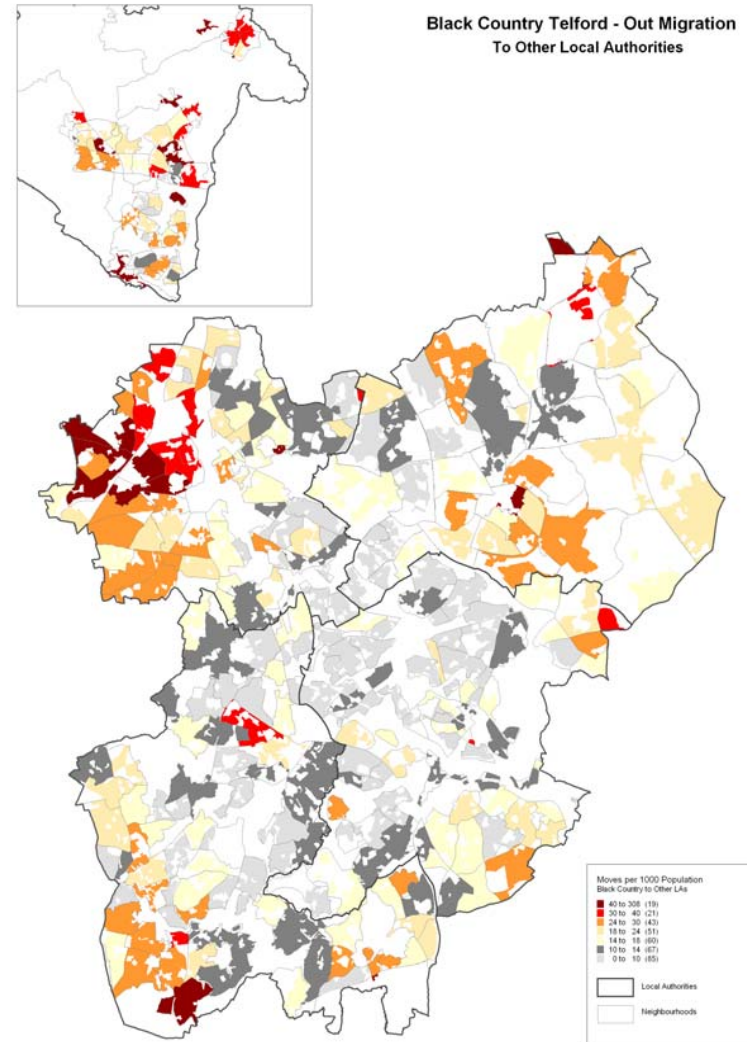 Black Country Telford - Out Migration
To Other Local Authorities
Moves per 1000 Population
Black Country to Other LAs
40 to 308 (19)
30 to 40 (21)
24 to 30 (43)
18 to 24 (51)
14 to 18 (60)
10 to 14 (67)
0 to 10 (85)
Local Authorities
Neighbourhoods